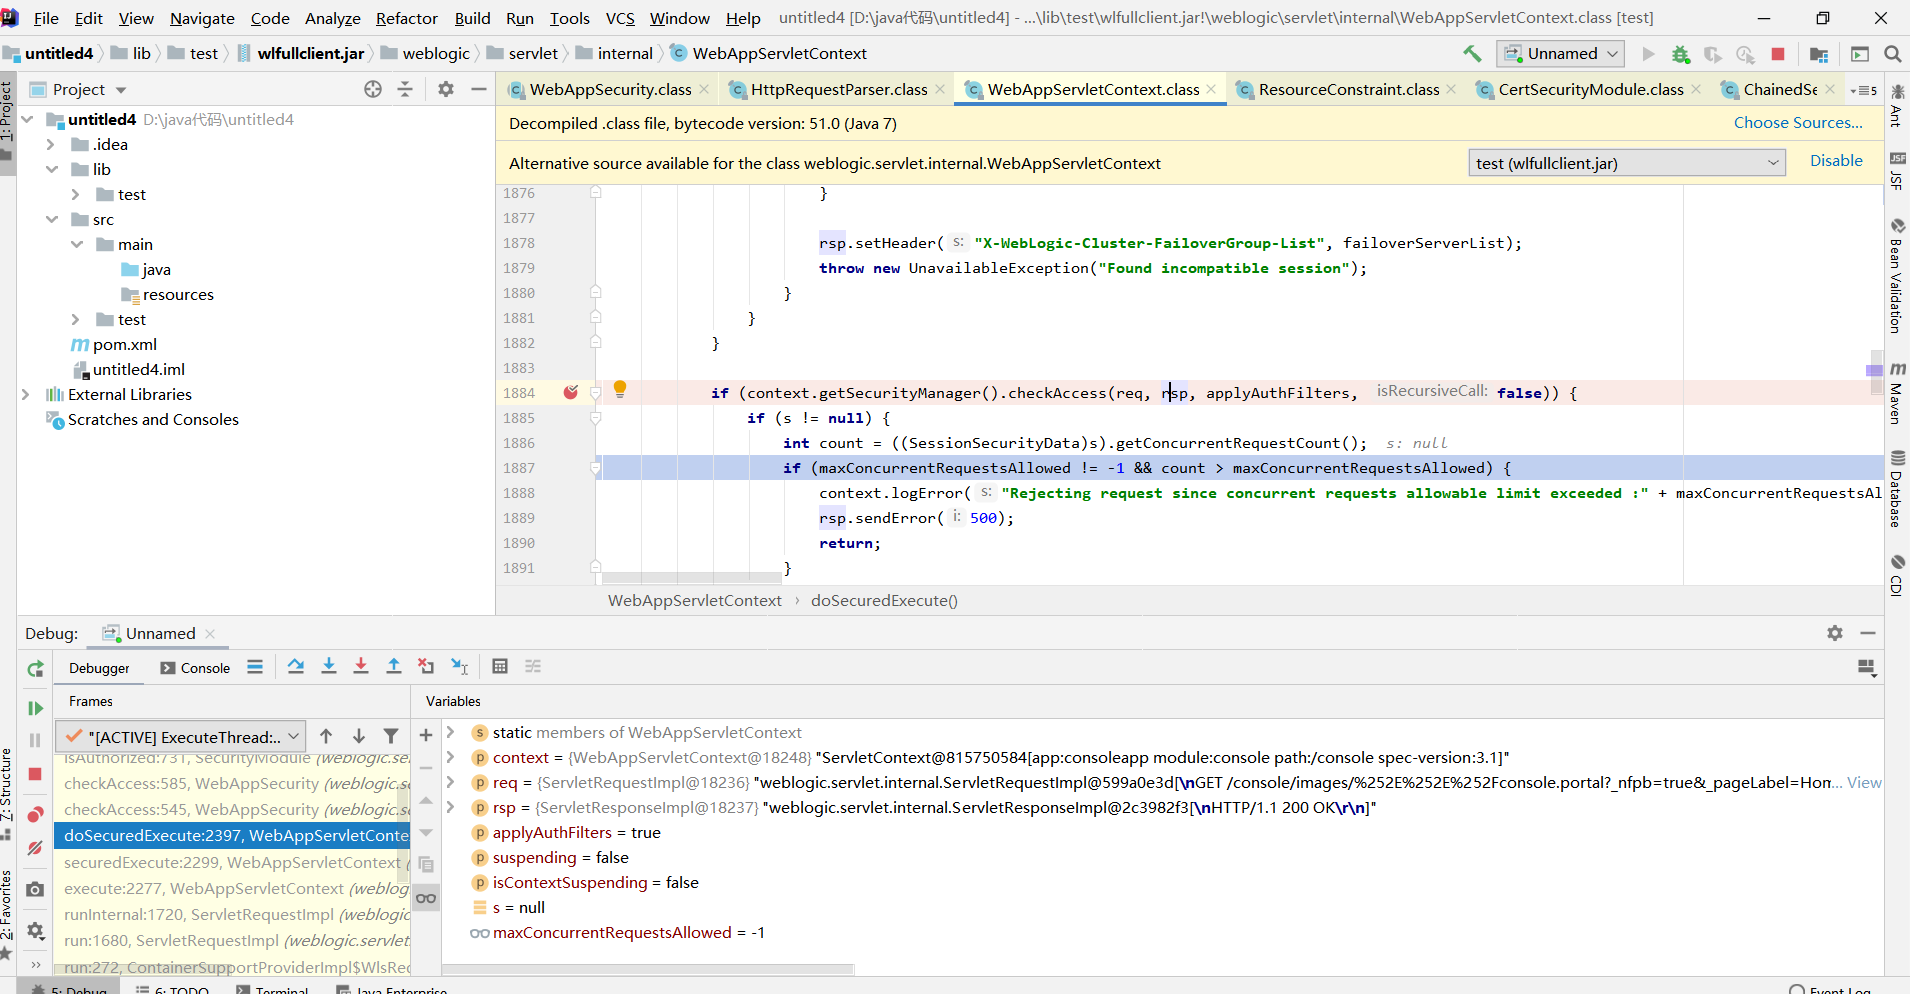 File Edit View Navigate Code Analyze Refactor Build Run Tools VCS Window Help untitled4 [D:\java代码\untitled4] - ...\lib\test\wlfullclient.jar!\weblogic\servlet\internal\WebAppServletContext.class [test]
untitled4 lib test wlfullclient.jar weblogic servlet internal WebAppServletContext Unnamed
1: Project
Project
WebAppSecurity.class HttpRequestParser.class WebAppServletContext.class ResourceConstraint.class CertSecurityModule.class ChainedSe 5
untitled4 D:\java代码\untitled4
.idea
lib
test
src
main
java
resources
test
pom.xml
untitled4.iml
External Libraries
Scratches and Consoles
Decompiled .class file, bytecode version: 51.0 (Java 7) Choose Sources...
Alternative source available for the class weblogic.servlet.internal.WebAppServletContext test (wlfullclient.jar) Disable
1876 }
1877
1878 rsp.setHeader( s: "X-WebLogic-Cluster-FailoverGroup-List", failoverServerList);
1879 throw new UnavailableException("Found incompatible session");
1880 }
1881 }
1882 }
1883
1884 if (context.getSecurityManager().checkAccess(req, rsp, applyAuthFilters, isRecursiveCall: false)) {
1885 if (s != null) {
1886 int count = ((SessionSecurityData)s).getConcurrentRequestCount(); s: null
1887 if (maxConcurrentRequestsAllowed != -1 && count > maxConcurrentRequestsAllowed) {
1888 context.logError( s: "Rejecting request since concurrent requests allowable limit exceeded :" + maxConcurrentRequestsAl
1889 rsp.sendError( i: 500);
1890 return;
1891 }
WebAppServletContext › doSecuredExecute()
Ant
JSF
Bean Validation
Maven
Database
CDI
Debug: Unnamed
Debugger Console
Frames
"[ACTIVE] ExecuteThread:..
isAuthorized:731, SecurityModule (weblogic.se
checkAccess:585, WebAppSecurity (weblogic.sc
checkAccess:545, WebAppSecurity (weblogic.sc
doSecuredExecute:2397, WebAppServletConte
securedExecute:2299, WebAppServletContext (
execute:2277, WebAppServletContext (weblog
runInternal:1720, ServletRequestImpl (weblogic
run:1680, ServletRequestImpl (weblogic.servlet.
run:272, ContainerSupportProviderImpl$WlsRec
Variables
static members of WebAppServletContext
context = {WebAppServletContext@18248} "ServletContext@815750584[app:consoleapp module:console path:/console spec-version:3.1]"
req = {ServletRequestImpl@18236} "weblogic.servlet.internal.ServletRequestImpl@599a0e3d[\nGET /console/images/%252E%252E%252Fconsole.portal?_nfpb=true&_pageLabel=Hom... View
rsp = {ServletResponseImpl@18237} "weblogic.servlet.internal.ServletResponseImpl@2c3982f3[\nHTTP/1.1 200 OK\r\n]"
applyAuthFilters = true
suspending = false
isContextSuspending = false
s = null
maxConcurrentRequestsAllowed = -1
Z: Structure
2: Favorites
5: Debug 6: TODO Terminal Java Enterprise Event Log